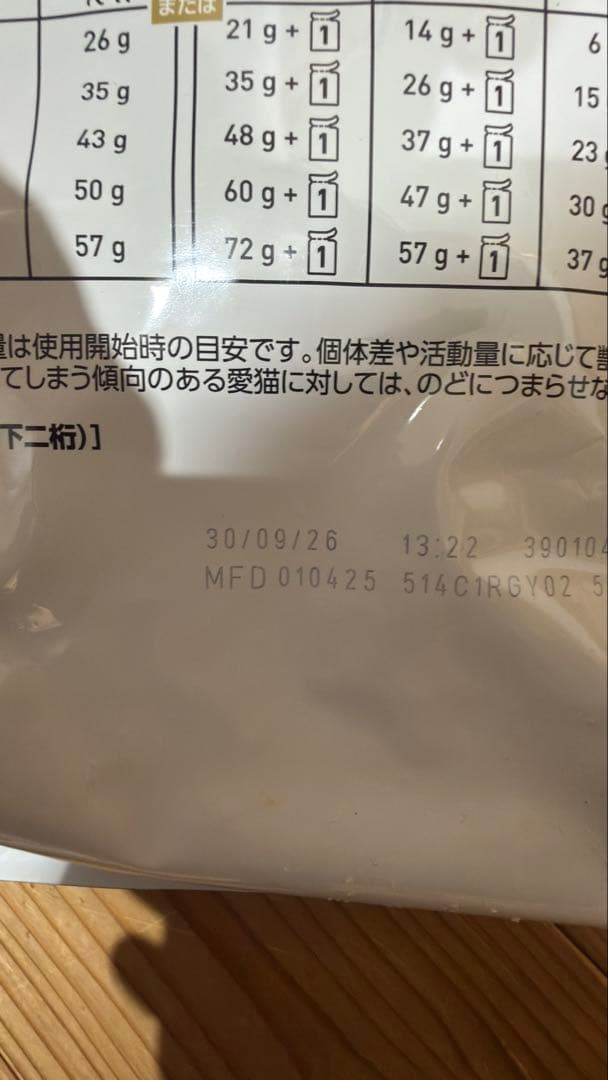 または
26 g 21 g + 1 14 g + 1 6
35 g 35 g + 1 26 g + 1 15
43 g 48 g + 1 37 g + 1 23
50 g 60 g + 1 47 g + 1 30 g
57 g 72 g + 1 57 g + 1 37 g
は使用開始時の目安です。個体差や活動量に応じて
てしまう傾向のある愛猫に対しては、のどにつまらせな
下二桁)]
30/09/26 13:22 390104
MFD 010425 514C1RGY02 5